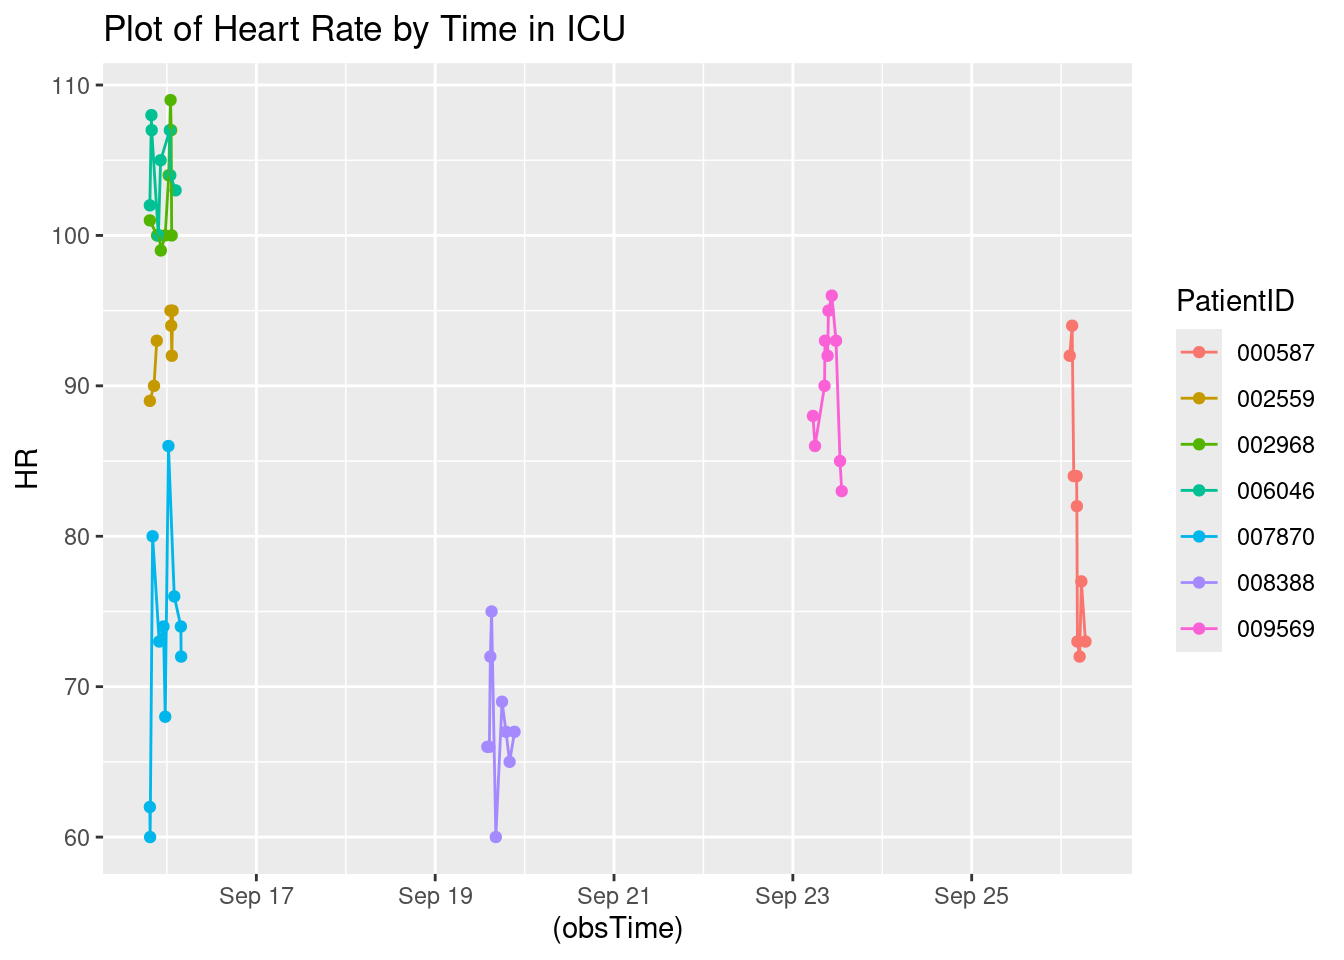 Plot of Heart Rate by Time in ICU
110
100
90
80
70
60
HR
Sep 17
Sep 19
Sep 21
Sep 23
Sep 25
(obsTime)
PatientID
000587
002559
002968
006046
007870
008388
009569